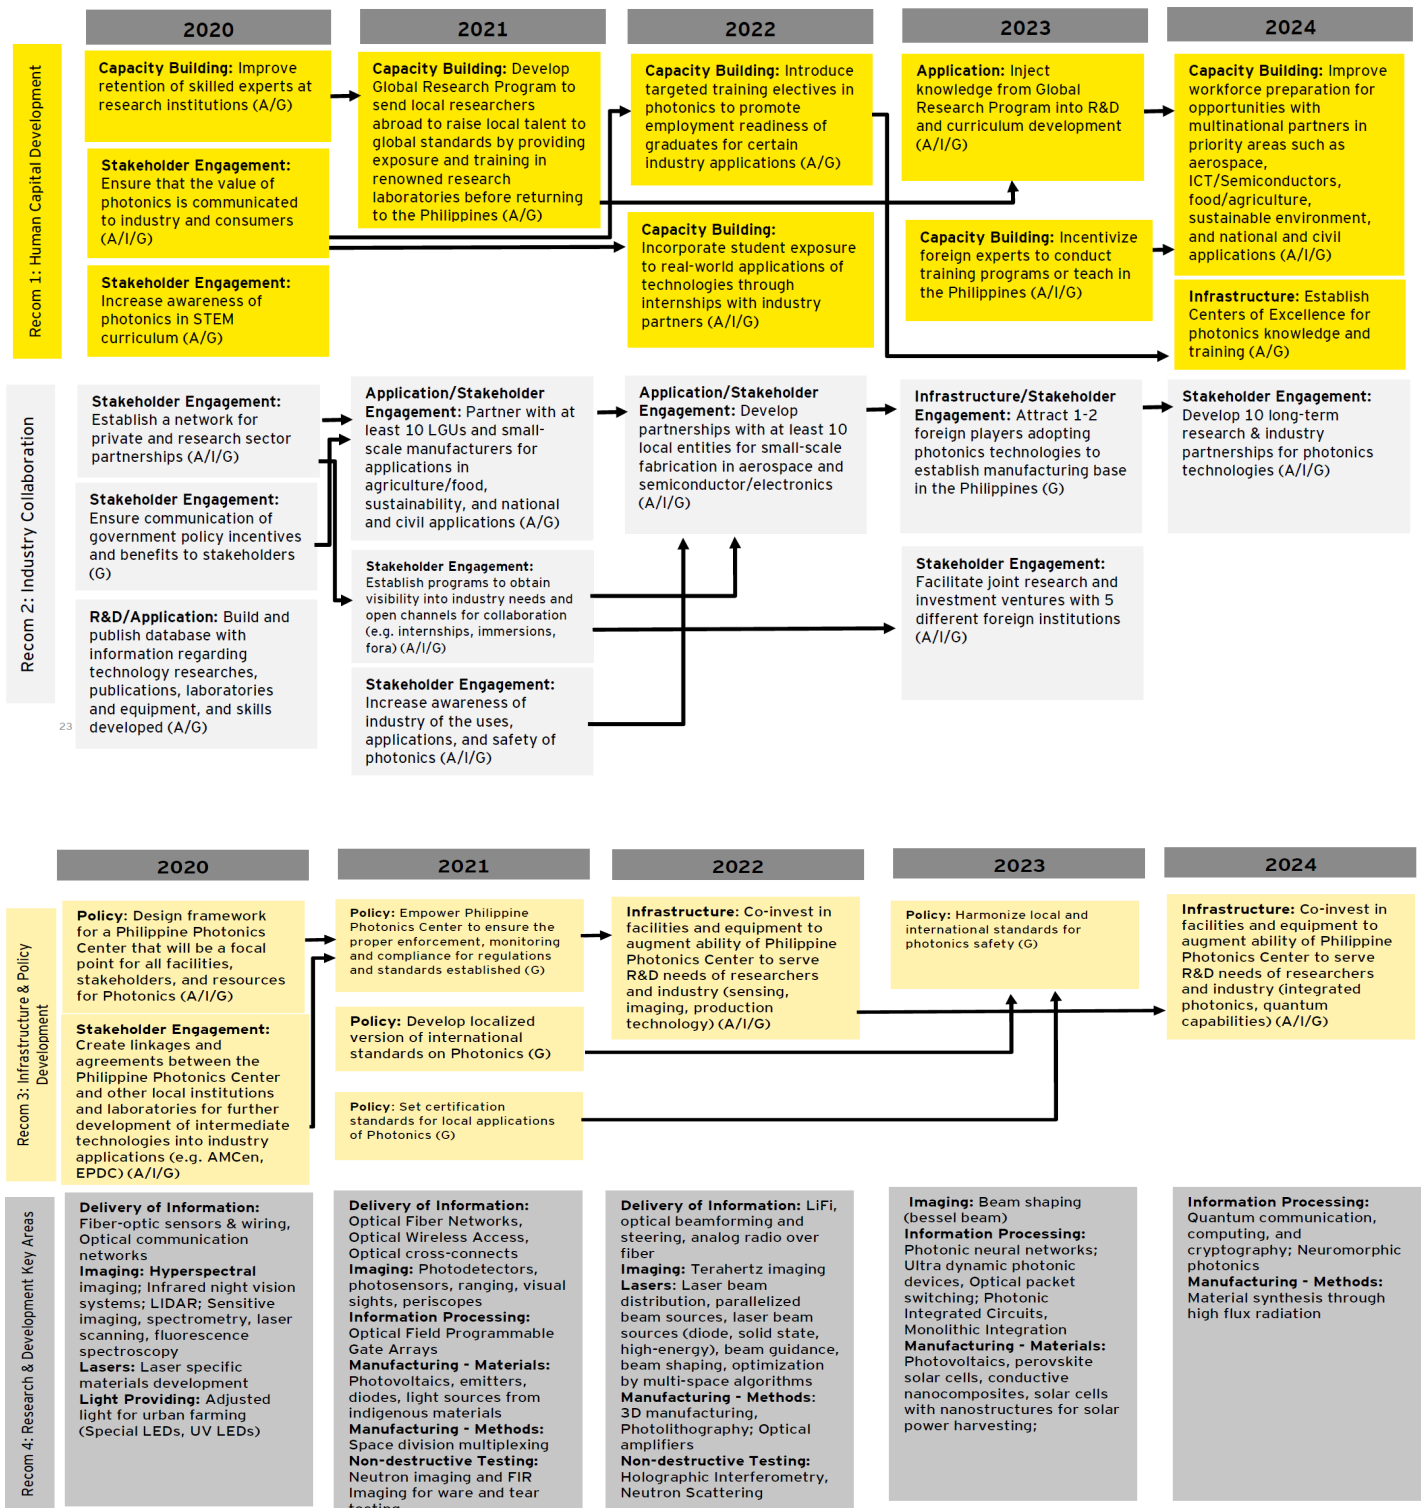 2020
2021
2022
2023
2024
Recom 1: Human Capital Development
Capacity Building: Improve
retention of skilled experts at
research institutions (A/G)
Stakeholder Engagement:
Ensure that the value of
photonics is communicated
to industry and consumers
(A/I/G)
Stakeholder Engagement:
Increase awareness of
photonics in STEM
curriculum (A/G)
Capacity Building: Develop
Global Research Program to
send local researchers
abroad to raise local talent to
global standards by providing
exposure and training in
renowned research
laboratories before returning
to the Philippines (A/G)
Capacity Building: Introduce
targeted training electives in
photonics to promote
employment readiness of
graduates for certain
industry applications (A/G)
Capacity Building:
Incorporate student exposure
to real-world applications of
technologies through
internships with industry
partners (A/I/G)
Application: Inject
knowledge from Global
Research Program into R&D
and curriculum development
(A/I/G)
Capacity Building: Incentivize
foreign experts to conduct
training programs or teach in
the Philippines (A/I/G)
Capacity Building: Improve
workforce preparation for
opportunities with
multinational partners in
priority areas such as
aerospace,
ICT/Semiconductors,
food/agriculture,
sustainable environment,
and national and civil
applications (A/I/G)
Infrastructure: Establish
Centers of Excellence for
photonics knowledge and
training (A/G)
Recom 2: Industry Collaboration
Stakeholder Engagement:
Establish a network for
private and research sector
partnerships (A/I/G)
Stakeholder Engagement:
Ensure communication of
government policy incentives
and benefits to stakeholders
(G)
R&D/Application: Build and
publish database with
information regarding
technology researches,
publications, laboratories
and equipment, and skills
developed (A/G)
23
Application/Stakeholder
Engagement: Partner with at
least 10 LGUs and small-
scale manufacturers for
applications in
agriculture/food,
sustainability, and national
and civil applications (A/G)
Stakeholder Engagement:
Establish programs to obtain
visibility into industry needs and
open channels for collaboration
(e.g. internships, immersions,
fora) (A/I/G)
Stakeholder Engagement:
Increase awareness of
industry of the uses,
applications, and safety of
photonics (A/I/G)
Application/Stakeholder
Engagement: Develop
partnerships with at least 10
local entities for small-scale
fabrication in aerospace and
semiconductor/electronics
(A/I/G)
Infrastructure/Stakeholder
Engagement: Attract 1-2
foreign players adopting
photonics technologies to
establish manufacturing base
in the Philippines (G)
Stakeholder Engagement:
Facilitate joint research and
investment ventures with 5
different foreign institutions
(A/I/G)
Stakeholder Engagement:
Develop 10 long-term
research & industry
partnerships for photonics
technologies (A/I/G)
2020
2021
2022
2023
2024
Recom 3: Infrastructure & Policy
Development
Policy: Design framework
for a Philippine Photonics
Center that will be a focal
point for all facilities,
stakeholders, and resources
for Photonics (A/I/G)
Stakeholder Engagement:
Create linkages and
agreements between the
Philippine Photonics Center
and other local institutions
and laboratories for further
development of intermediate
technologies into industry
applications (e.g. AMCen,
EPDC) (A/I/G)
Policy: Empower Philippine
Photonics Center to ensure the
proper enforcement, monitoring
and compliance for regulations
and standards established (G)
Policy: Develop localized
version of international
standards on Photonics (G)
Policy: Set certification
standards for local applications
of Photonics (G)
Infrastructure: Co-invest in
facilities and equipment to
augment ability of Philippine
Photonics Center to serve
R&D needs of researchers
and industry (sensing,
imaging, production
technology) (A/I/G)
Policy: Harmonize local and
international standards for
photonics safety (G)
Infrastructure: Co-invest in
facilities and equipment to
augment ability of Philippine
Photonics Center to serve
R&D needs of researchers
and industry (integrated
photonics, quantum
capabilities) (A/I/G)
Recom 4: Research & Development Key Areas
Delivery of Information:
Fiber-optic sensors & wiring,
Optical communication
networks
Imaging: Hyperspectral
imaging; Infrared night vision
systems; LIDAR; Sensitive
imaging, spectrometry, laser
scanning, fluorescence
spectroscopy
Lasers: Laser specific
materials development
Light Providing: Adjusted
light for urban farming
(Special LEDs, UV LEDs)
Delivery of Information:
Optical Fiber Networks,
Optical Wireless Access,
Optical cross-connects
Imaging: Photodetectors,
photosensors, ranging, visual
sights, periscopes
Information Processing:
Optical Field Programmable
Gate Arrays
Manufacturing - Materials:
Photovoltaics, emitters,
diodes, light sources from
indigenous materials
Manufacturing - Methods:
Space division multiplexing
Non-destructive Testing:
Neutron imaging and FIR
Imaging for ware and tear
Delivery of Information: LiFi,
optical beamforming and
steering, analog radio over
fiber
Imaging: Terahertz imaging
Lasers: Laser beam
distribution, parallelized
beam sources, laser beam
sources (diode, solid state,
high-energy), beam guidance,
beam shaping, optimization
by multi-space algorithms
Manufacturing - Methods:
3D manufacturing,
Photolithography; Optical
amplifiers
Non-destructive Testing:
Holographic Interferometry,
Neutron Scattering
Imaging: Beam shaping
(bessel beam)
Information Processing:
Photonic neural networks;
Ultra dynamic photonic
devices, Optical packet
switching; Photonic
Integrated Circuits,
Monolithic Integration
Manufacturing - Materials:
Photovoltaics, perovskite
solar cells, conductive
nanocomposites, solar cells
with nanostructures for solar
power harvesting;
Information Processing:
Quantum communication,
computing, and
cryptography; Neuromorphic
photonics
Manufacturing - Methods:
Material synthesis through
high flux radiation